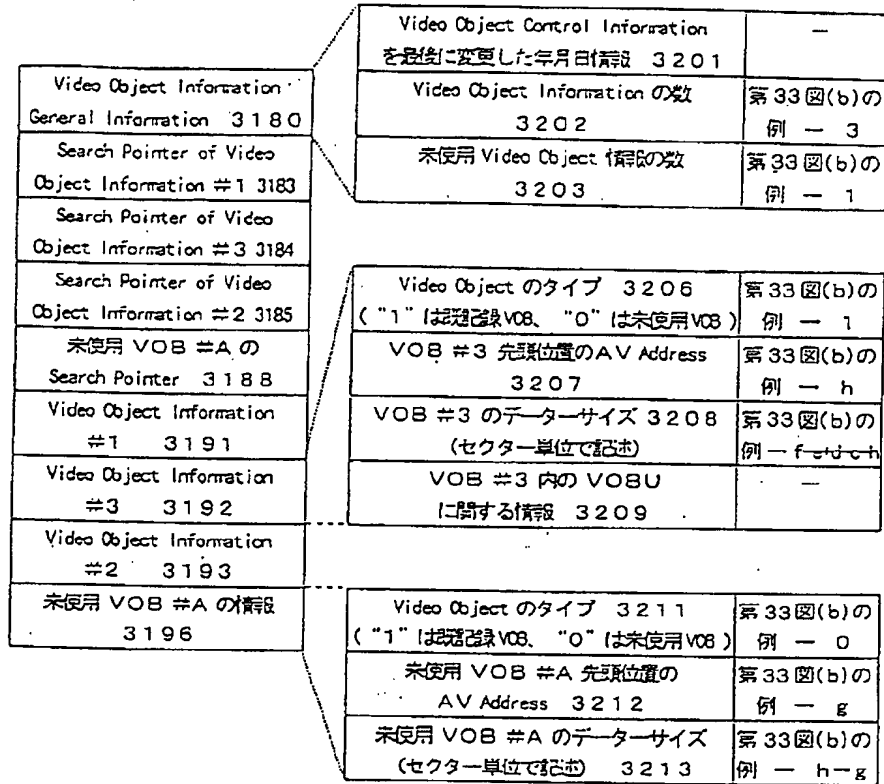 Video Object Information
General Information 3180
Search Pointer of Video
Object Information #1 3183
Search Pointer of Video
Object Information #3 3184
Search Pointer of Video
Object Information #2 3185
未使用 VOB #A の
Search Pointer 3188
Video Object Information
#1 3191
Video Object Information
#3 3192
Video Object Information
#2 3193
未使用 VOB #A の情報
3196
Video Object Control Information
を最後に変更した年月日情報 3201
—
Video Object Information の数
3202
第33図(b)の
例 — 3
未使用 Video Object 情報の数
3203
第33図(b)の
例 — 1
Video Object のタイプ 3206
( "1" は既記録VOB、 "0" は未使用VOB )
第33図(b)の
例 — 1
VOB #3 先頭位置のAV Address
3207
第33図(b)の
例 — h
VOB #3 のデーターサイズ 3208
(セクター単位で記述)
第33図(b)の
例 —
VOB #3 内の VOBU
に関する情報 3209
—
Video Object のタイプ 3211
( "1" は既記録VOB、 "0" は未使用VOB )
第33図(b)の
例 — 0
未使用 VOB #A 先頭位置の
AV Address 3212
第33図(b)の
例 — g
未使用 VOB #A のデーターサイズ
(セクター単位で記述) 3213
第33図(b)の
例 — h-g